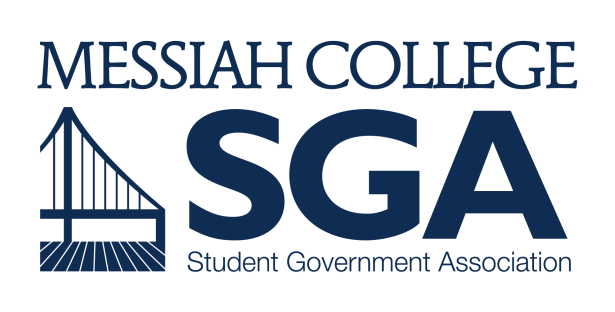 MESSIAH COLLEGE
SGA
Student Government Association